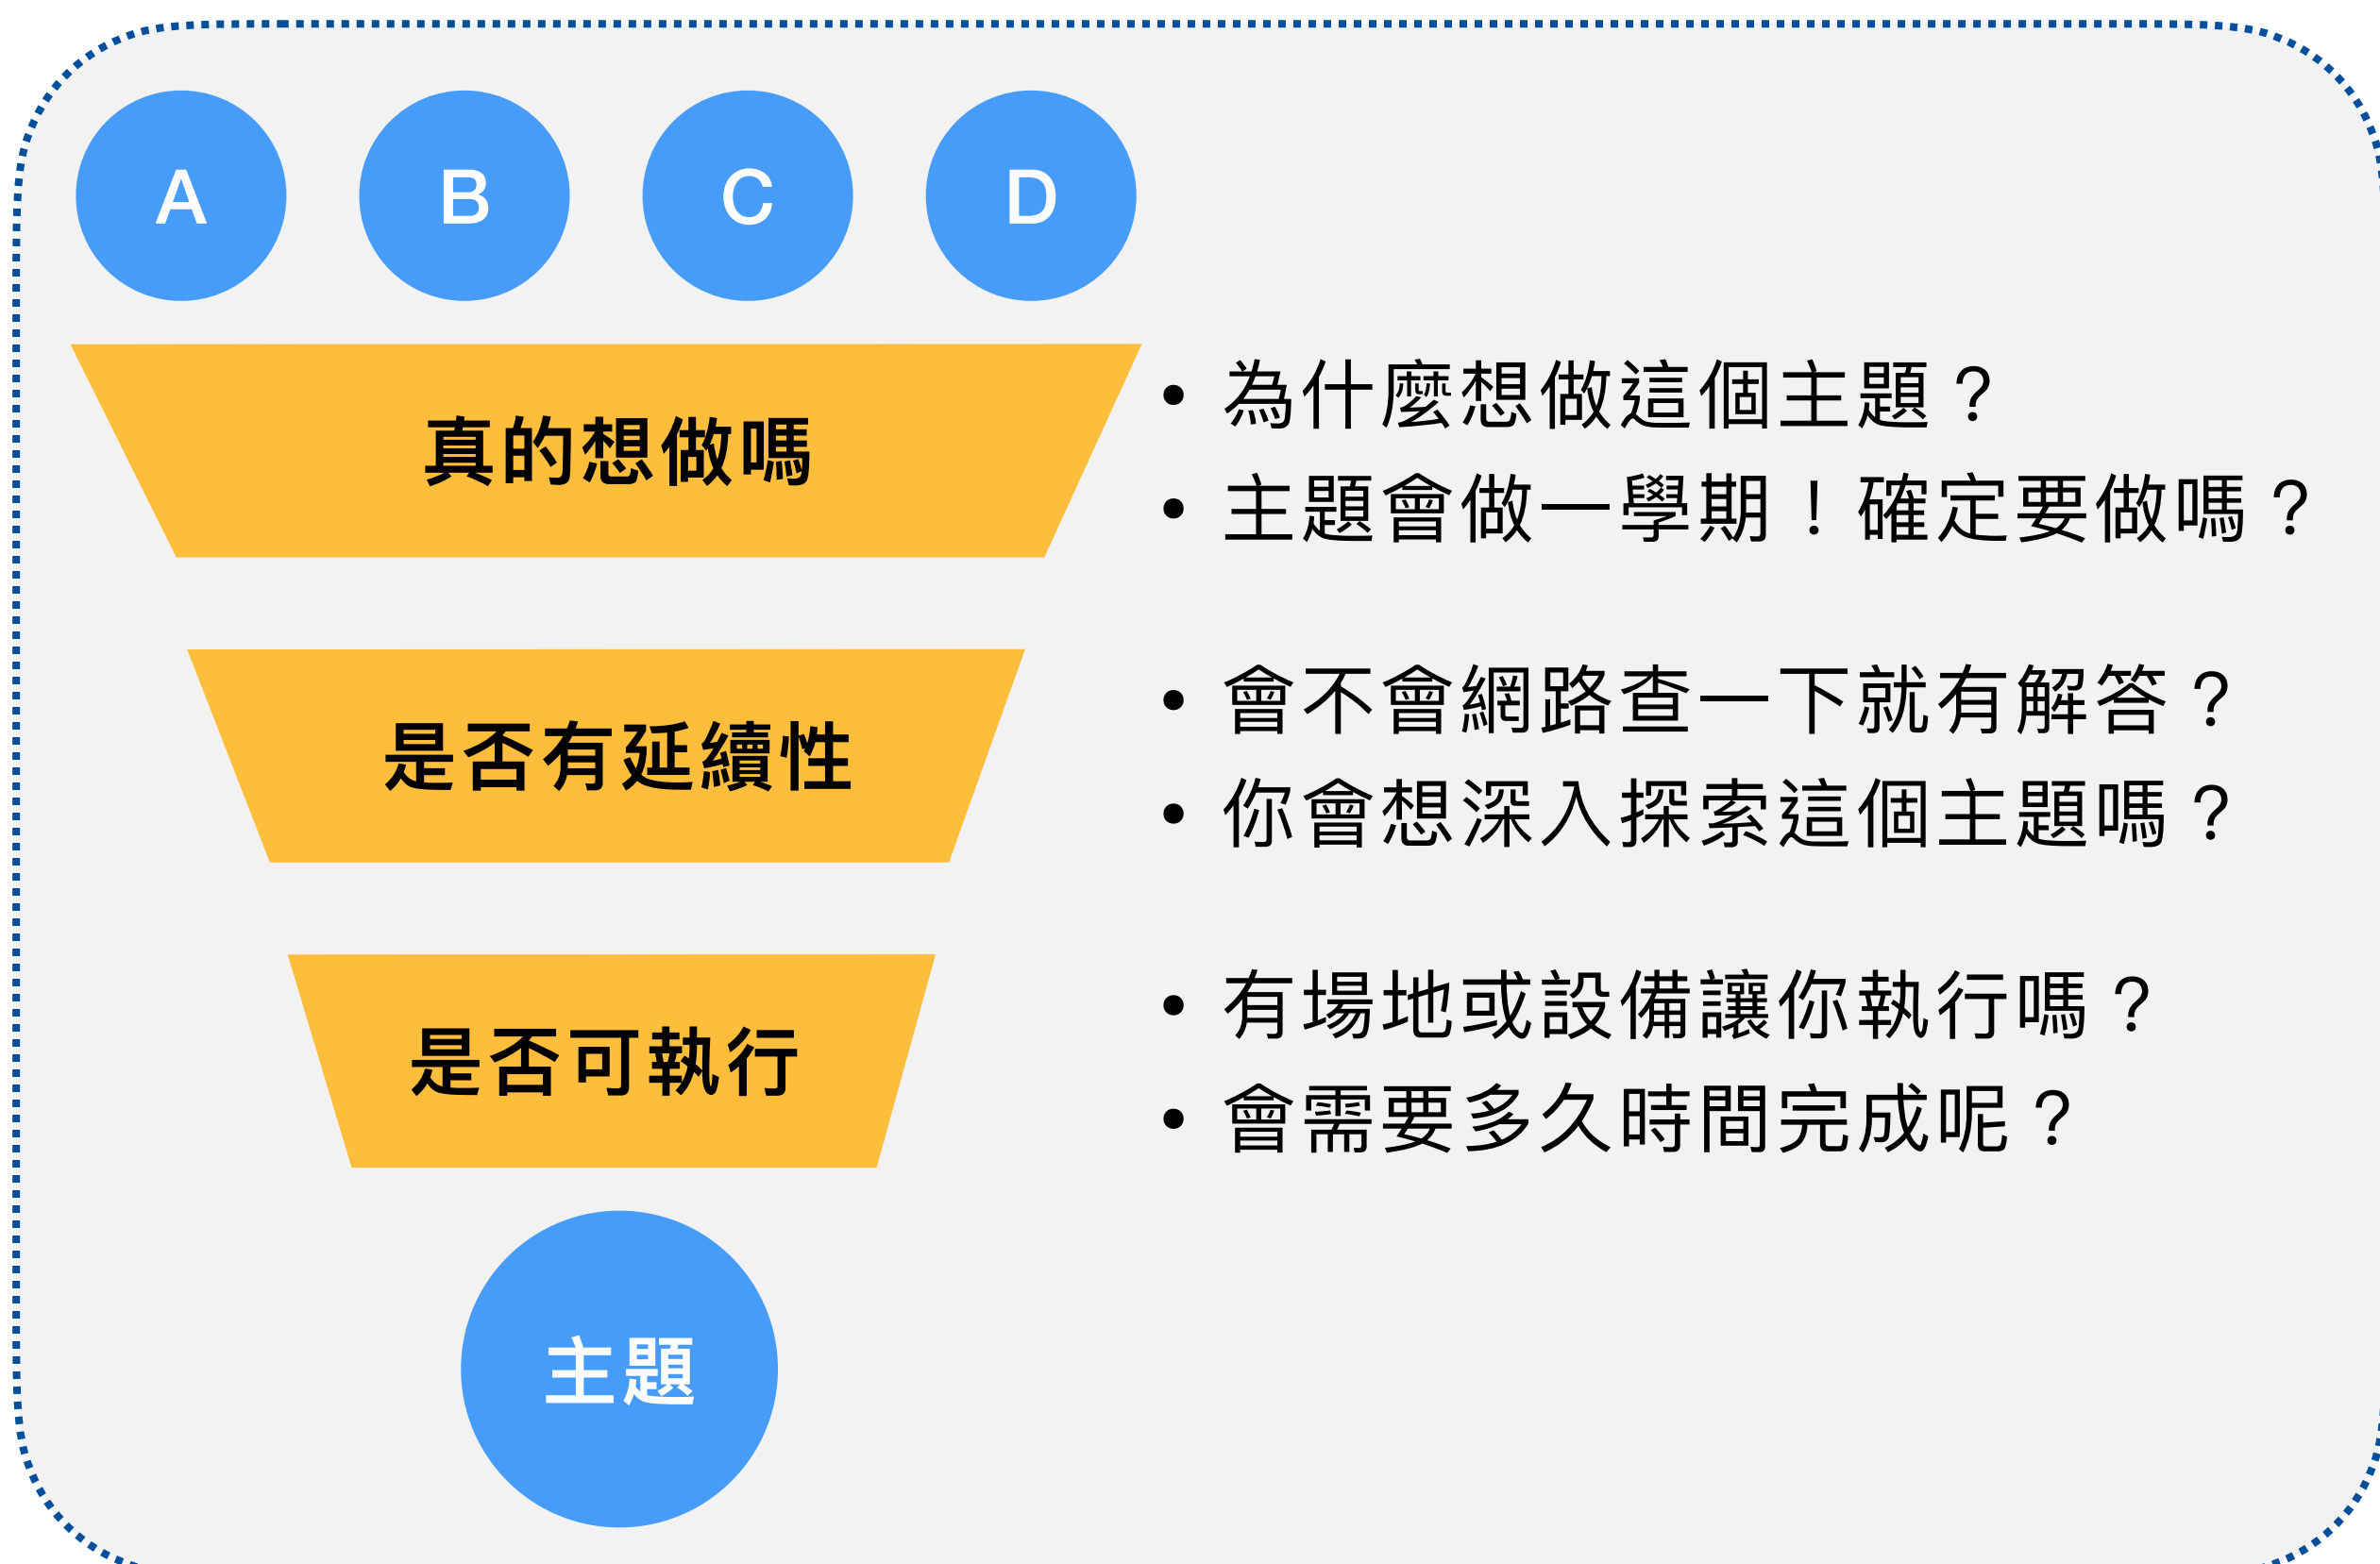 A
B
C
D
真的想做嗎
• 為什麼想做這個主題？
• 主題會做一學期！確定要做嗎？
是否有延續性
• 會不會網路查一下就有解答？
• 你會想深入探索這個主題嗎？
是否可執行
• 有場地或設備讓你執行嗎？
• 會需要多久時間完成呢？
主題